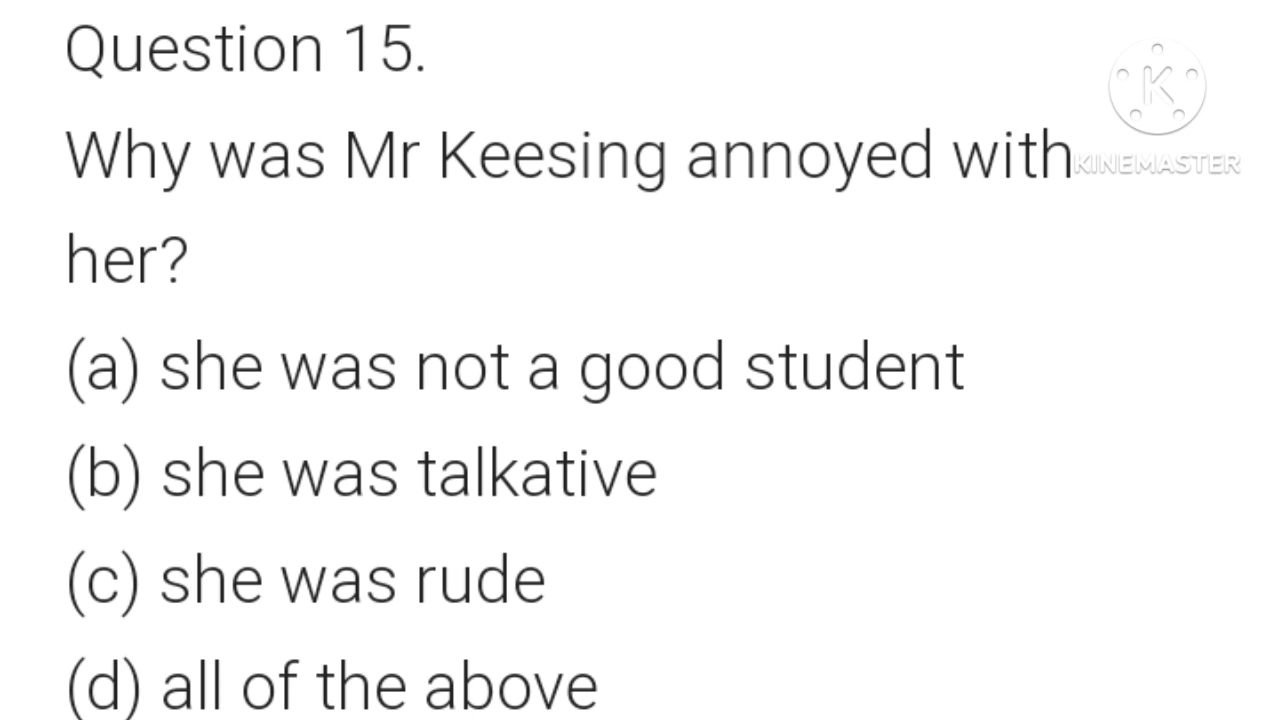 Question 15.
Why was Mr Keesing annoyed with
her?
(a) she was not a good student
(b) she was talkative
(c) she was rude
(d) all of the above
K
KINEMASTER